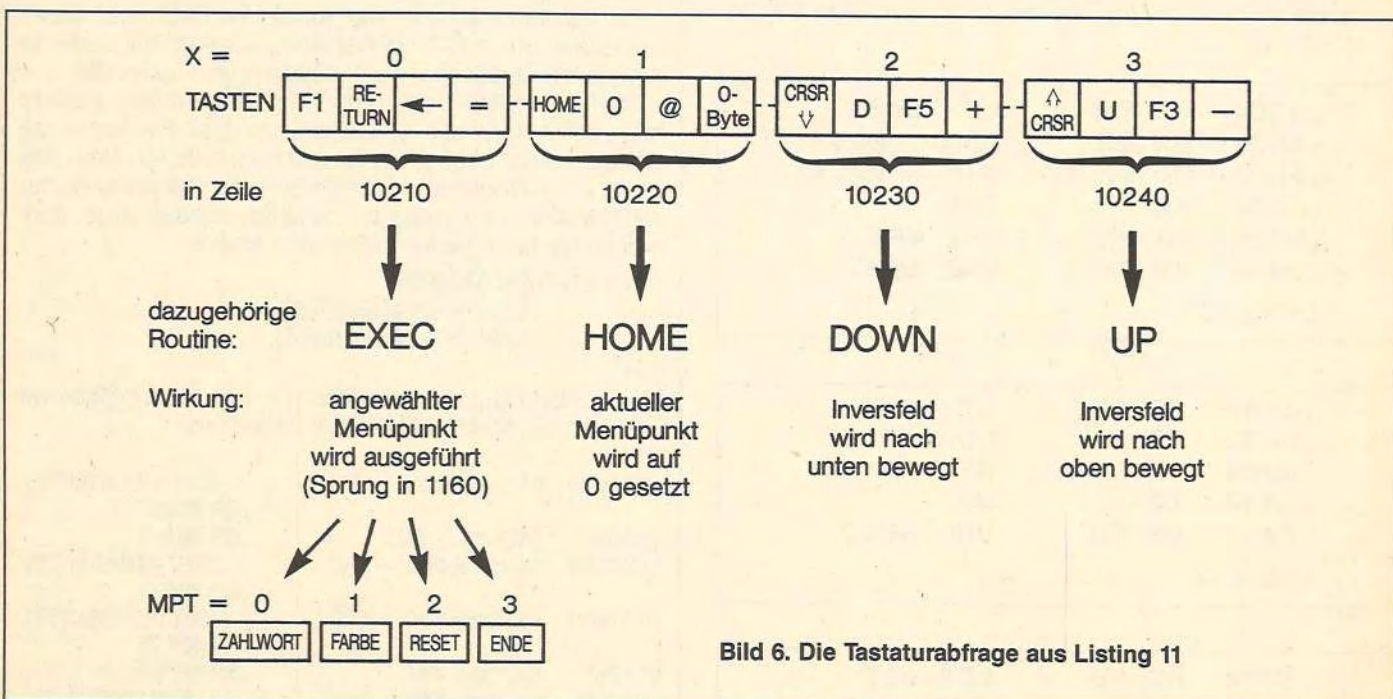 X = 0 1 2 3
TASTEN F1 RE-TURN ← = HOME 0 @ 0-Byte CRSR ⇩ D F5 + ⇧ CRSR U F3 —
in Zeile 10210 10220 10230 10240
dazugehörige
Routine: EXEC HOME DOWN UP
Wirkung: angewählter aktueller Inversfeld Inversfeld
Menüpunkt Menüpunkt wird nach wird nach
wird ausgeführt wird auf unten bewegt oben bewegt
(Sprung in 1160) 0 gesetzt
MPT = 0 1 2 3
ZAHLWORT FARBE RESET ENDE
Bild 6. Die Tastaturabfrage aus Listing 11